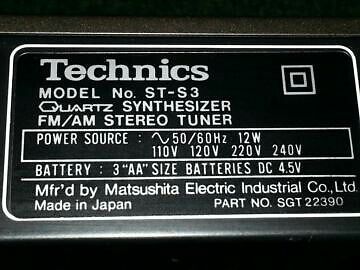 Technics
MODEL No. ST-S3
QUARTZ SYNTHESIZER
FM/AM STEREO TUNER
POWER SOURCE : ~50/60Hz 12W
110V 120V 220V 240V
BATTERY : 3 "AA" SIZE BATTERIES DC 4.5V
Mfr'd by Matsushita Electric Industrial Co., Ltd.
Made in Japan PART NO. SGT 22390